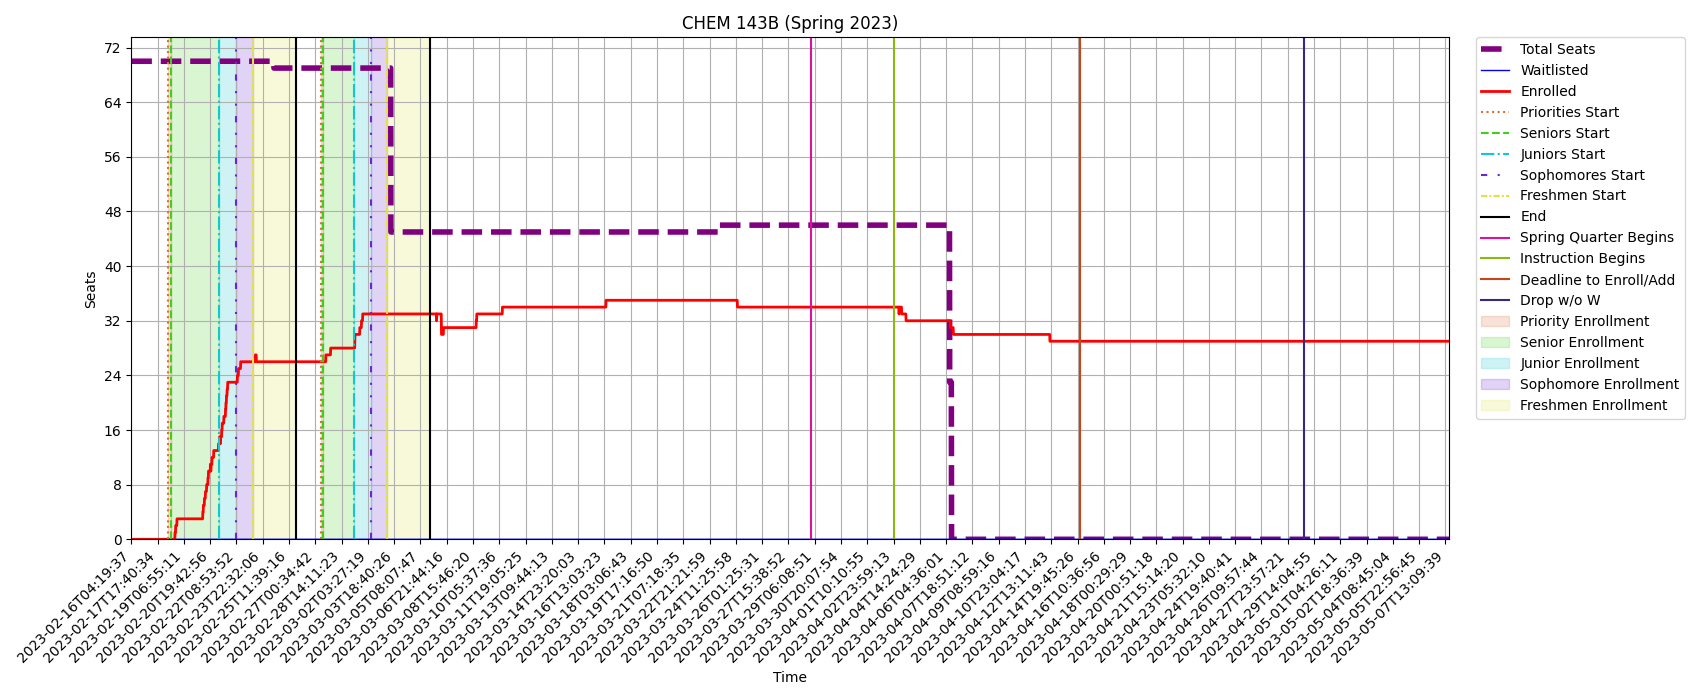 CHEM 143B (Spring 2023)
Seats
72
64
56
48
40
32
24
16
8
0
2023-02-16T04:19:37
2023-02-17T17:40:34
2023-02-19T06:55:11
2023-02-20T19:42:56
2023-02-22T08:53:52
2023-02-23T22:32:06
2023-02-25T11:39:16
2023-02-27T00:34:42
2023-02-28T14:11:23
2023-03-02T03:27:19
2023-03-03T18:40:26
2023-03-05T08:07:47
2023-03-06T21:44:16
2023-03-08T15:46:20
2023-03-10T05:37:36
2023-03-11T19:05:25
2023-03-13T09:44:13
2023-03-14T23:20:03
2023-03-16T13:03:23
2023-03-18T03:06:43
2023-03-19T17:16:50
2023-03-21T07:18:35
2023-03-22T21:21:59
2023-03-24T11:25:58
2023-03-26T01:25:31
2023-03-27T15:38:52
2023-03-29T06:08:51
2023-03-30T20:07:54
2023-04-01T10:10:55
2023-04-02T23:59:13
2023-04-04T14:24:29
2023-04-06T04:36:01
2023-04-07T18:51:12
2023-04-09T08:59:16
2023-04-10T23:04:17
2023-04-12T13:11:43
2023-04-14T19:45:26
2023-04-16T10:36:56
2023-04-18T00:29:29
2023-04-20T00:51:18
2023-04-21T15:14:20
2023-04-23T05:32:10
2023-04-24T19:40:41
2023-04-26T09:57:44
2023-04-27T23:57:21
2023-04-29T14:04:55
2023-05-01T04:26:11
2023-05-02T18:36:39
2023-05-04T08:45:04
2023-05-05T22:56:45
2023-05-07T13:09:39
Time
Total Seats
Waitlisted
Enrolled
Priorities Start
Seniors Start
Juniors Start
Sophomores Start
Freshmen Start
End
Spring Quarter Begins
Instruction Begins
Deadline to Enroll/Add
Drop w/o W
Priority Enrollment
Senior Enrollment
Junior Enrollment
Sophomore Enrollment
Freshmen Enrollment